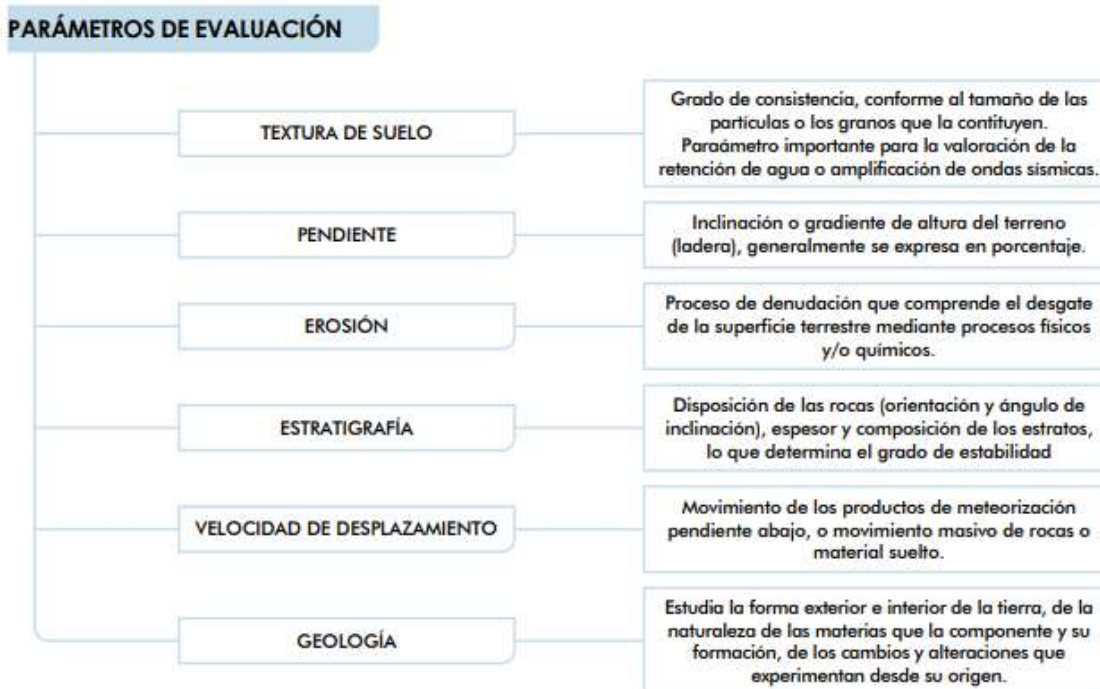 PARÁMETROS DE EVALUACIÓN
TEXTURA DE SUELO
Grado de consistencia, conforme al tamaño de las
partículas o los granos que la contituyen.
Paraámetro importante para la valoración de la
retención de agua o amplificación de ondas sísmicas.
PENDIENTE
Inclinación o gradiente de altura del terreno
(ladera), generalmente se expresa en porcentaje.
EROSIÓN
Proceso de denudación que comprende el desgate
de la superficie terrestre mediante procesos físicos
y/o químicos.
ESTRATIGRAFÍA
Disposición de las rocas (orientación y ángulo de
inclinación), espesor y composición de los estratos,
lo que determina el grado de estabilidad
VELOCIDAD DE DESPLAZAMIENTO
Movimiento de los productos de meteorización
pendiente abajo, o movimiento masivo de rocas o
material suelto.
GEOLOGÍA
Estudia la forma exterior e interior de la tierra, de la
naturaleza de las materias que la componente y su
formación, de los cambios y alteraciones que
experimentan desde su origen.